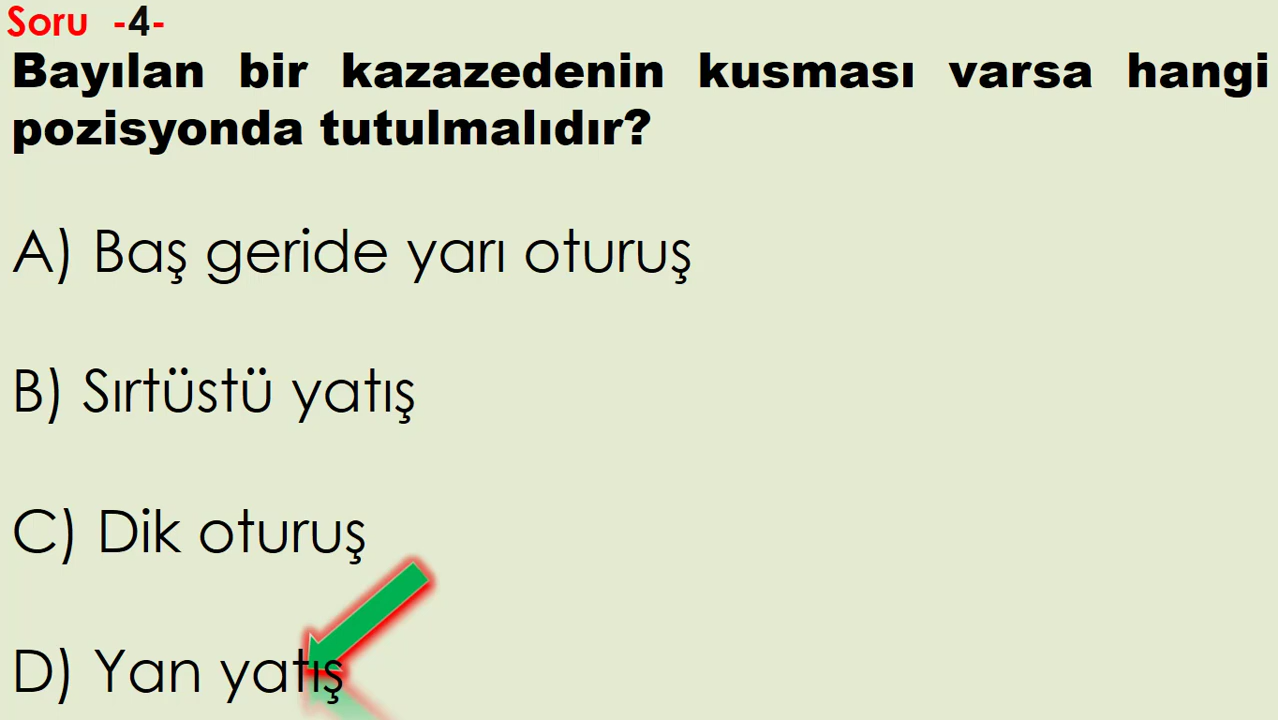 Soru -4-
Bayılan bir kazazedenin kusması varsa hangi
pozisyonda tutulmalıdır?
A) Baş geride yarı oturuş
B) Sırtüstü yatış
C) Dik oturuş
D) Yan yatış